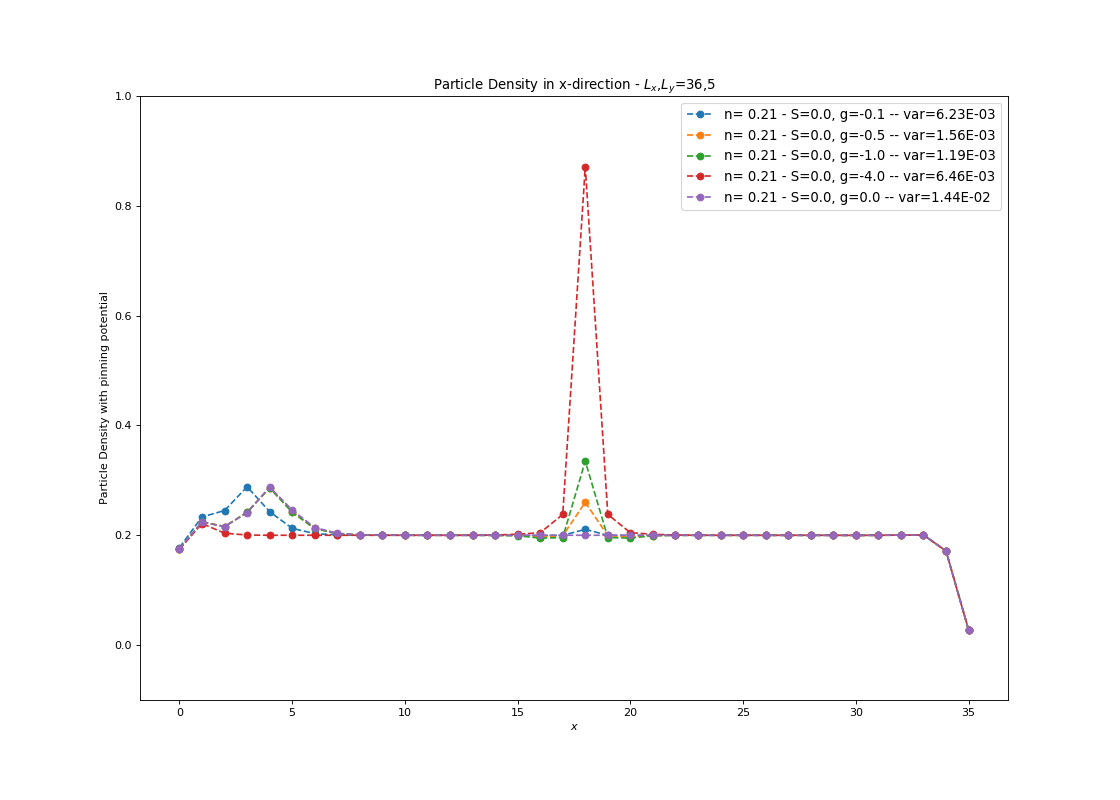 Particle Density in x-direction - Lx,Ly=36,5
1.0
0.8
0.6
0.4
0.2
0.0
Particle Density with pinning potential
n= 0.21 - S=0.0, g=-0.1 -- var=6.23E-03
n= 0.21 - S=0.0, g=-0.5 -- var=1.56E-03
n= 0.21 - S=0.0, g=-1.0 -- var=1.19E-03
n= 0.21 - S=0.0, g=-4.0 -- var=6.46E-03
n= 0.21 - S=0.0, g=0.0 -- var=1.44E-02
0 5 10 15 20 25 30 35
x